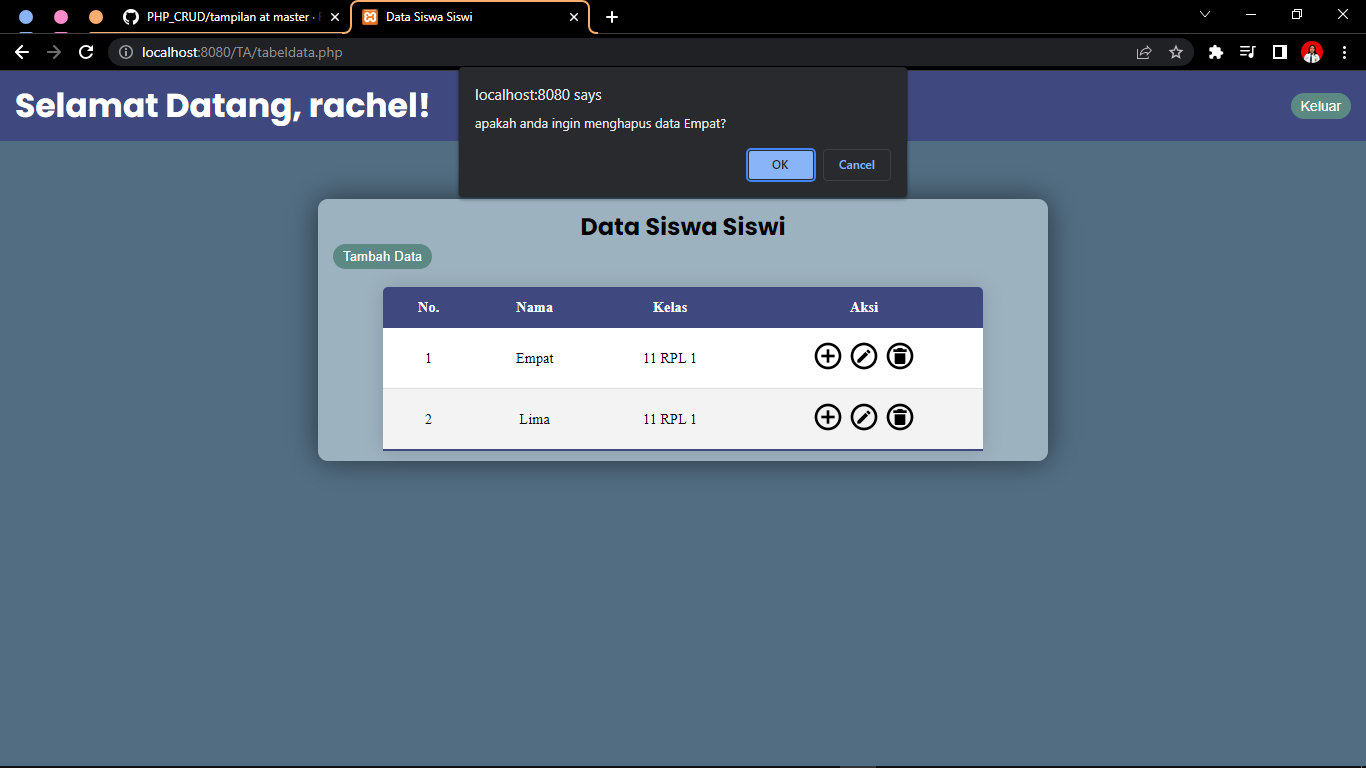 PHP_CRUD/tampilan at master ·
Data Siswa Siswi
localhost:8080/TA/tabeldata.php
Selamat Datang, rachel!
Keluar
localhost:8080 says
apakah anda ingin menghapus data Empat?
OK
Cancel
Data Siswa Siswi
Tambah Data
No. Nama Kelas Aksi
1 Empat 11 RPL 1
2 Lima 11 RPL 1